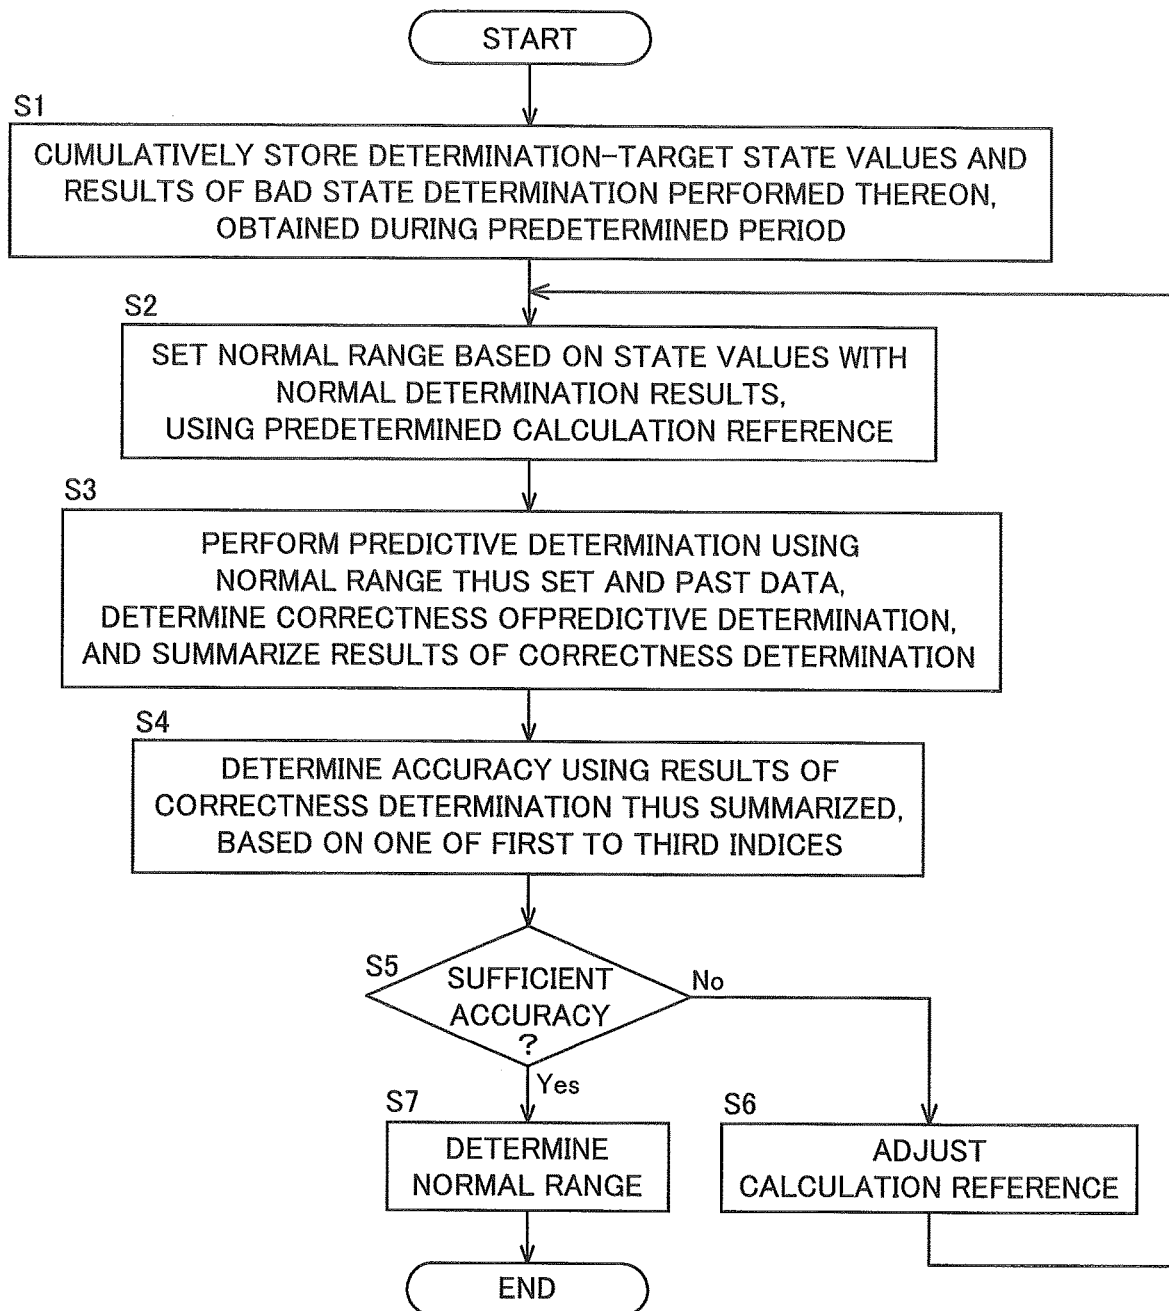 START
S1
CUMULATIVELY STORE DETERMINATION-TARGET STATE VALUES AND
RESULTS OF BAD STATE DETERMINATION PERFORMED THEREON,
OBTAINED DURING PREDETERMINED PERIOD
S2
SET NORMAL RANGE BASED ON STATE VALUES WITH
NORMAL DETERMINATION RESULTS,
USING PREDETERMINED CALCULATION REFERENCE
S3
PERFORM PREDICTIVE DETERMINATION USING
NORMAL RANGE THUS SET AND PAST DATA,
DETERMINE CORRECTNESS OFPREDICTIVE DETERMINATION,
AND SUMMARIZE RESULTS OF CORRECTNESS DETERMINATION
S4
DETERMINE ACCURACY USING RESULTS OF
CORRECTNESS DETERMINATION THUS SUMMARIZED,
BASED ON ONE OF FIRST TO THIRD INDICES
S5
SUFFICIENT
ACCURACY
?
No
Yes
S7
DETERMINE
NORMAL RANGE
S6
ADJUST
CALCULATION REFERENCE
END